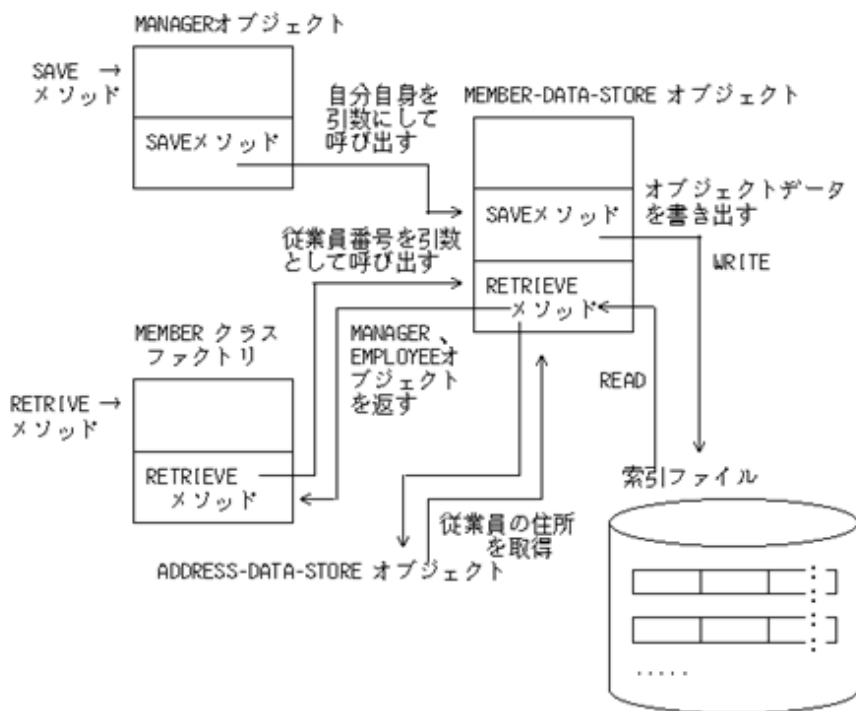 MANAGERオブジェクト
SAVE →
メソッド
SAVEメソッド
自分自身を
引数にして
呼び出す
MEMBER-DATA-STORE オブジェクト
SAVEメソッド
オブジェクトデータ
を書き出す
WRITE
従業員番号を引数
として呼び出す
RETRIEVE
メソッド
MEMBER クラス
ファクトリ
MANAGER 、
EMPLOYEEオ
ブジェクト
を返す
READ
RETRIVE →
メソッド
RETRIEVE
メソッド
索引ファイル
従業員の住所
を取得
ADDRESS-DATA-STORE オブジェクト
.....